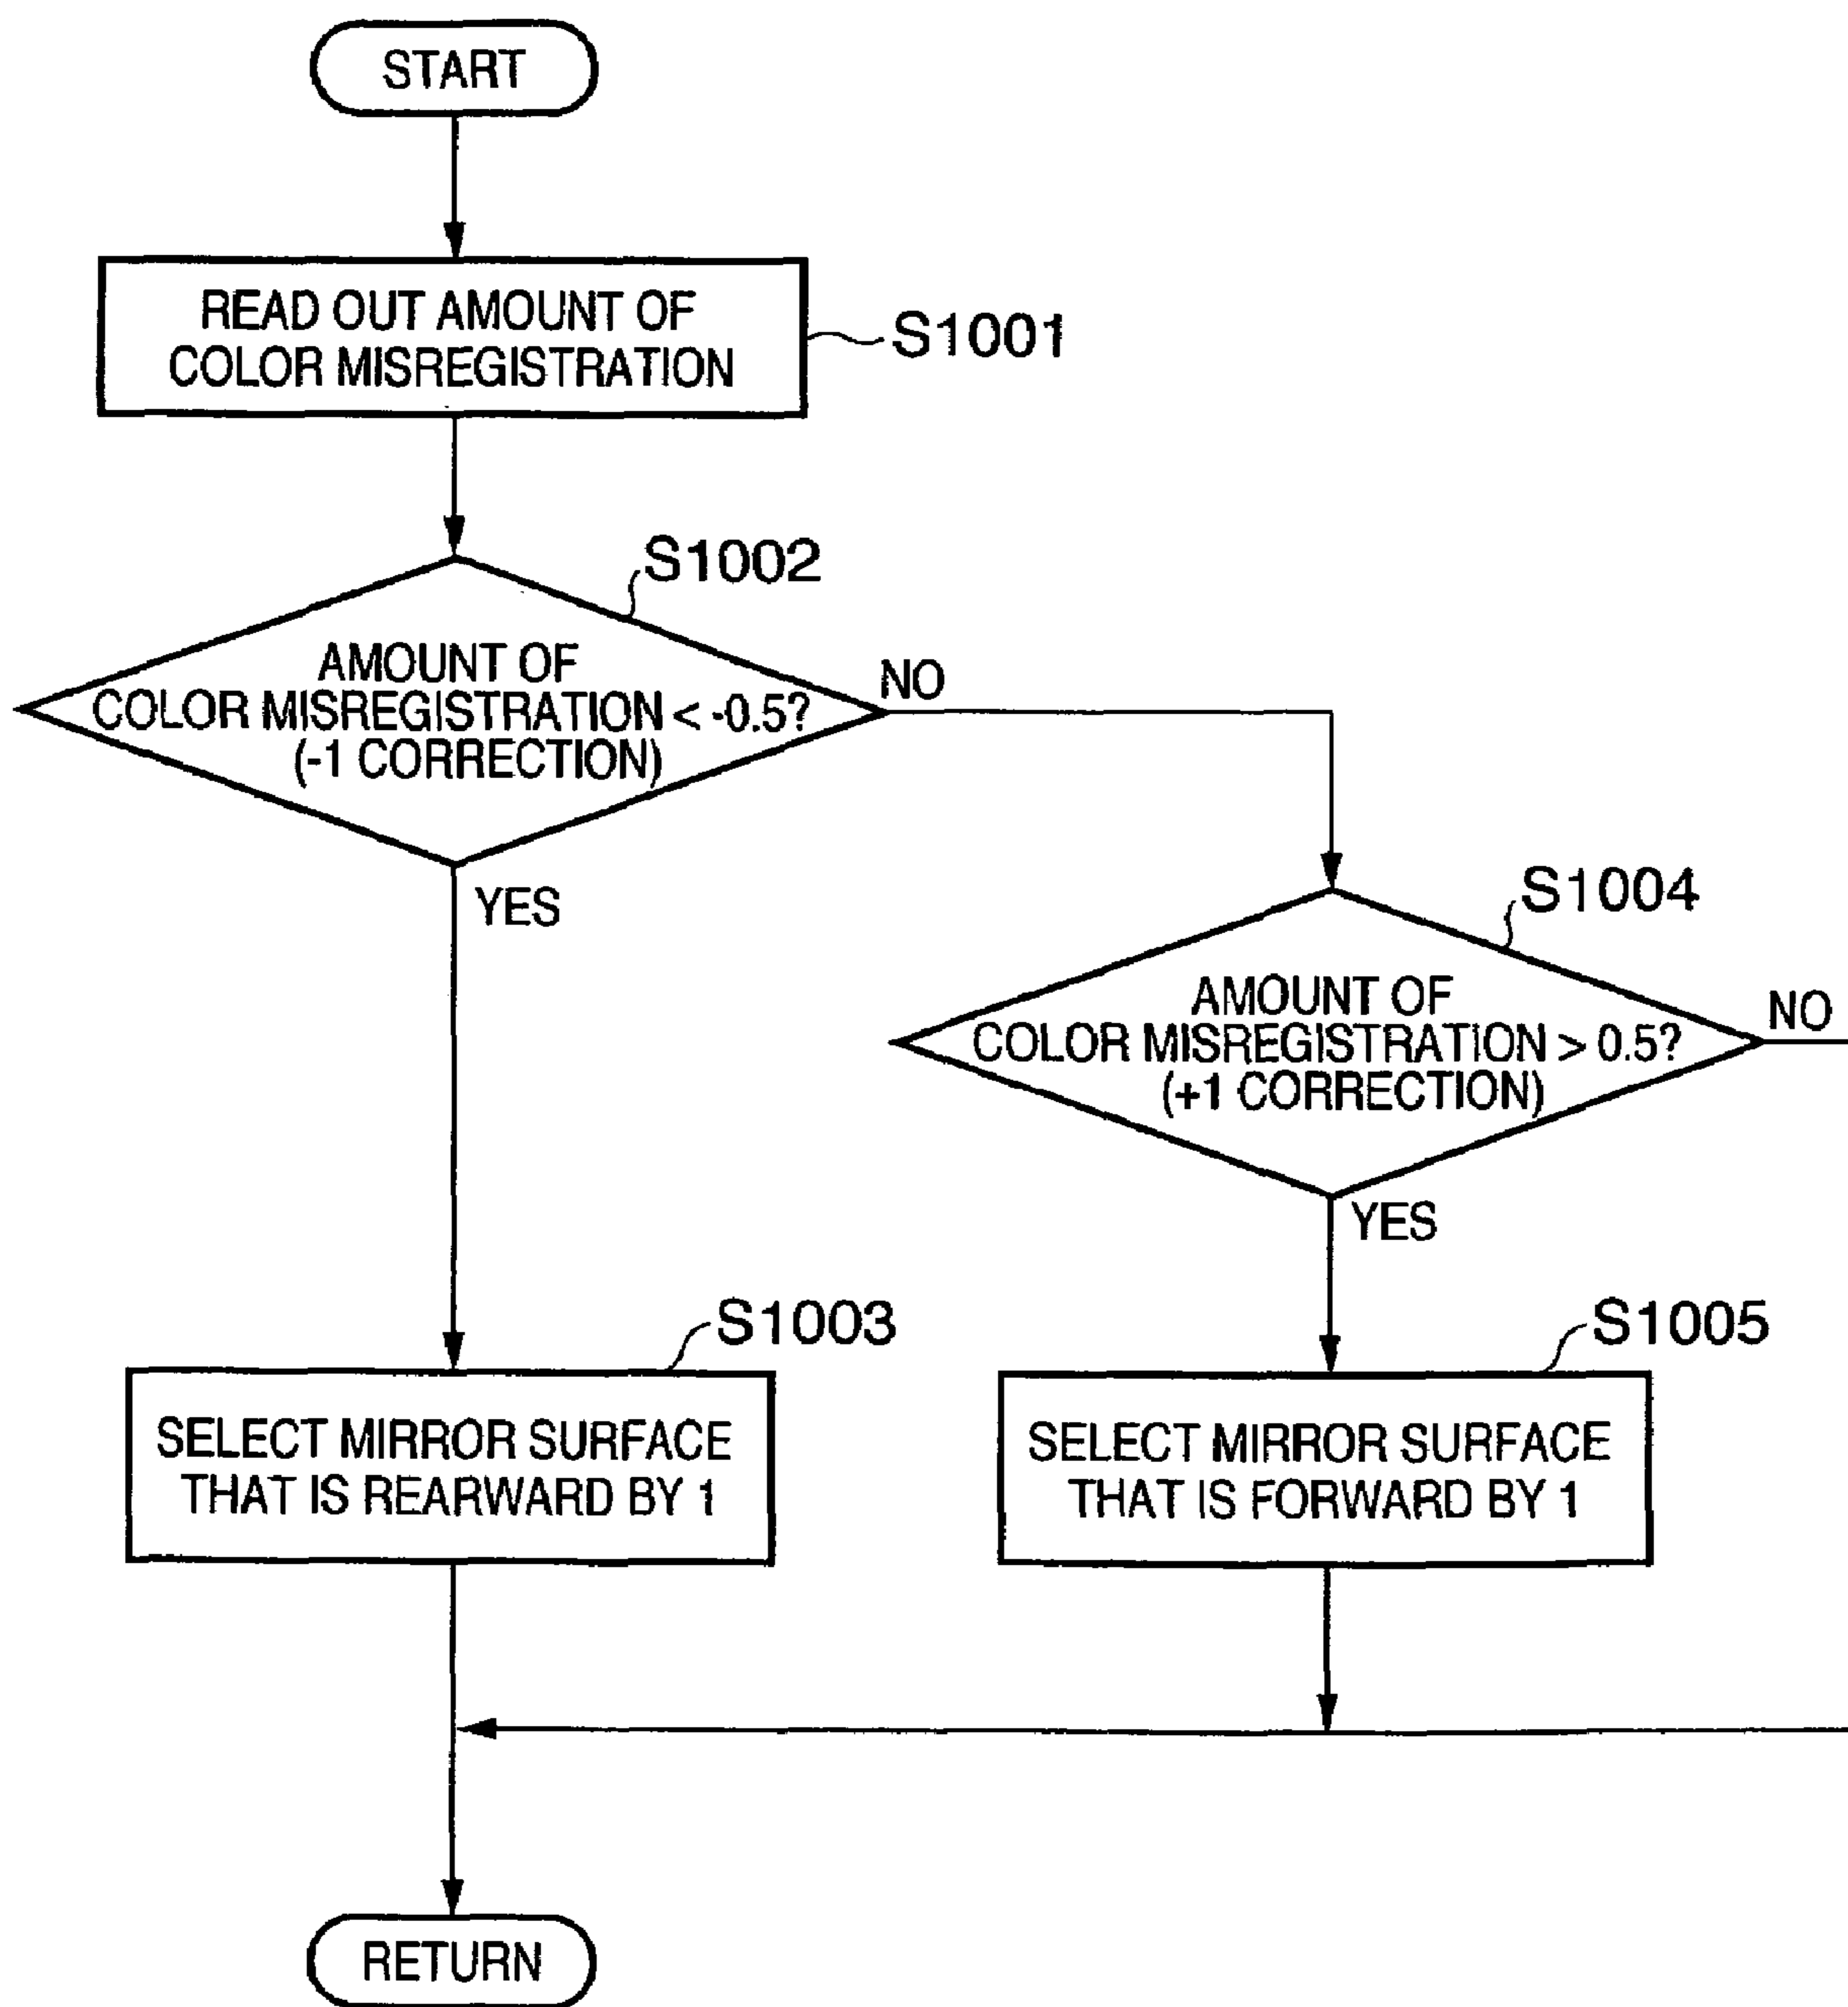 START
READ OUT AMOUNT OF
COLOR MISREGISTRATION
S1001
S1002
AMOUNT OF
COLOR MISREGISTRATION < -0.5?
(-1 CORRECTION)
NO
YES
S1004
AMOUNT OF
COLOR MISREGISTRATION > 0.5?
(+1 CORRECTION)
NO
YES
S1003
SELECT MIRROR SURFACE
THAT IS REARWARD BY 1
S1005
SELECT MIRROR SURFACE
THAT IS FORWARD BY 1
RETURN